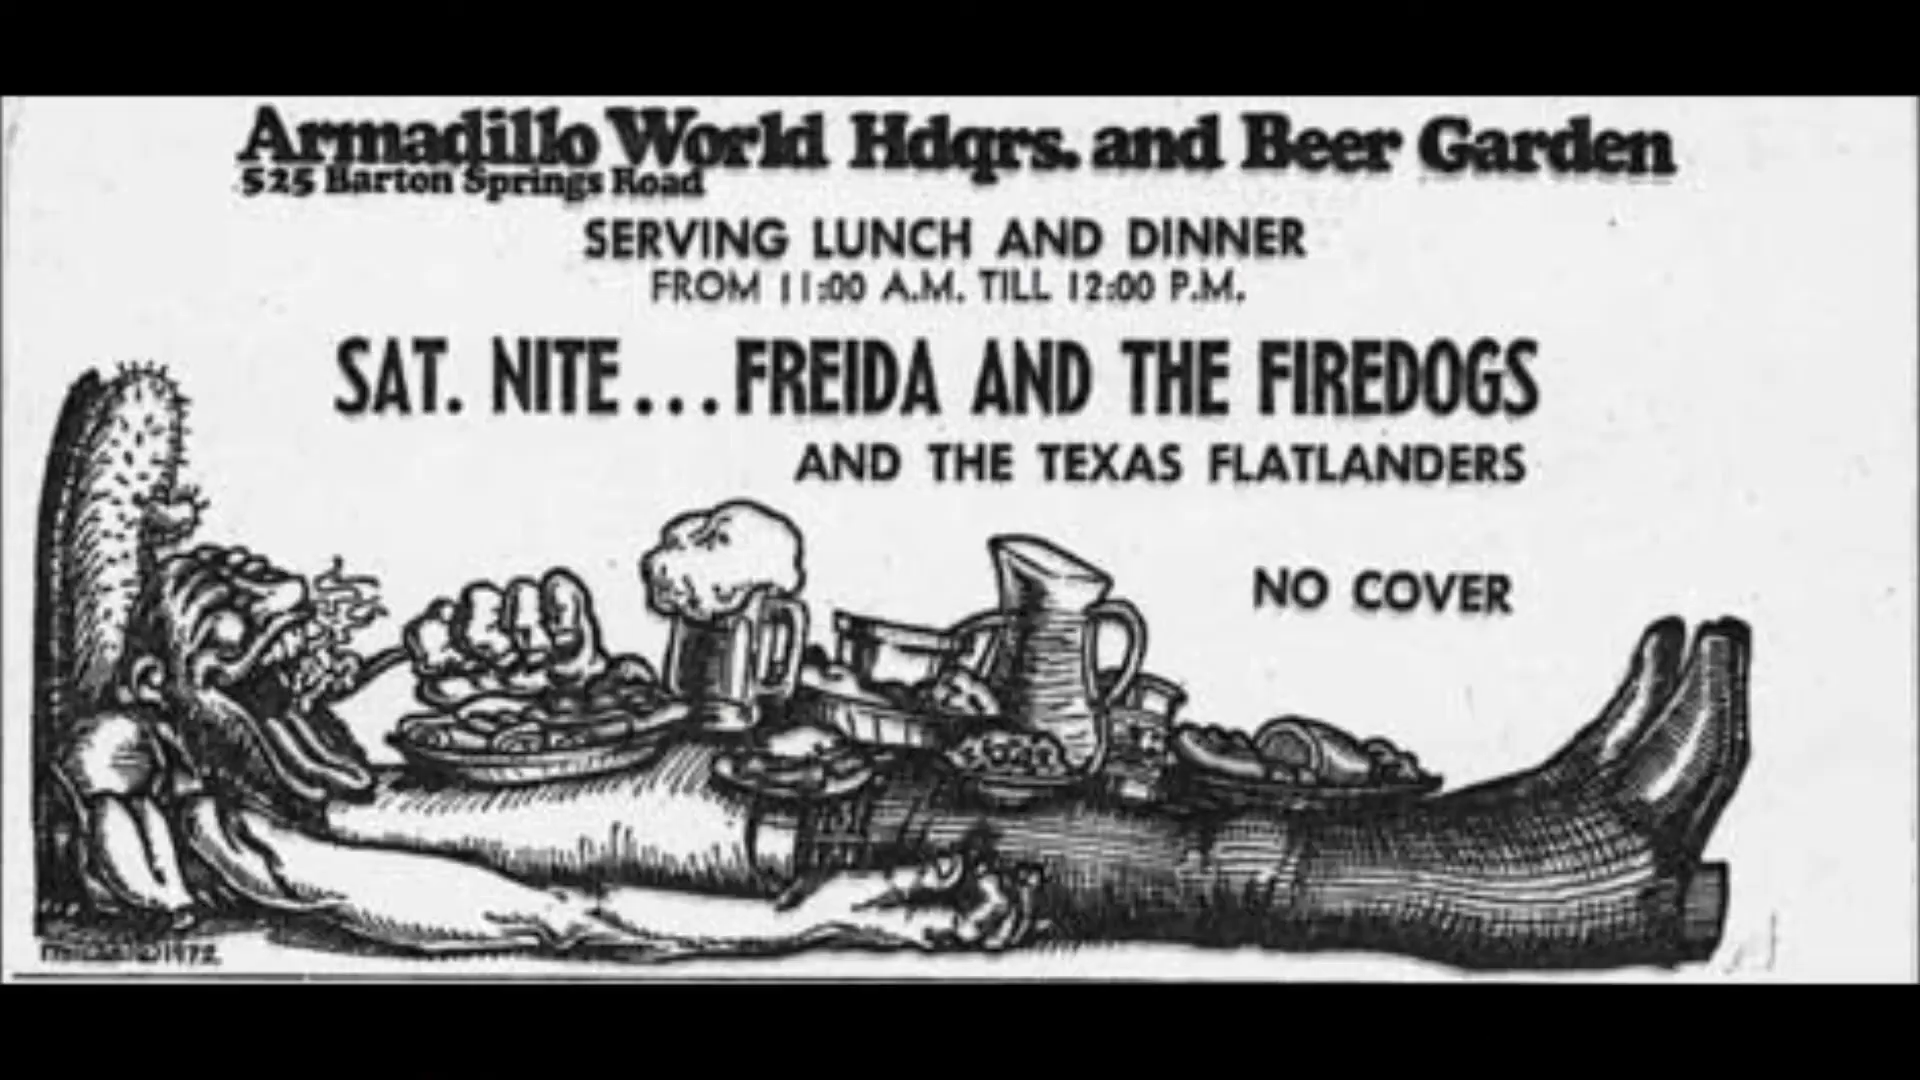 Armadillo World Hdqrs. and Beer Garden
525 Barton Springs Road
SERVING LUNCH AND DINNER
FROM 11:00 A.M. TILL 12:00 P.M.
SAT. NITE... FREIDA AND THE FIREDOGS
AND THE TEXAS FLATLANDERS
NO COVER
©1972